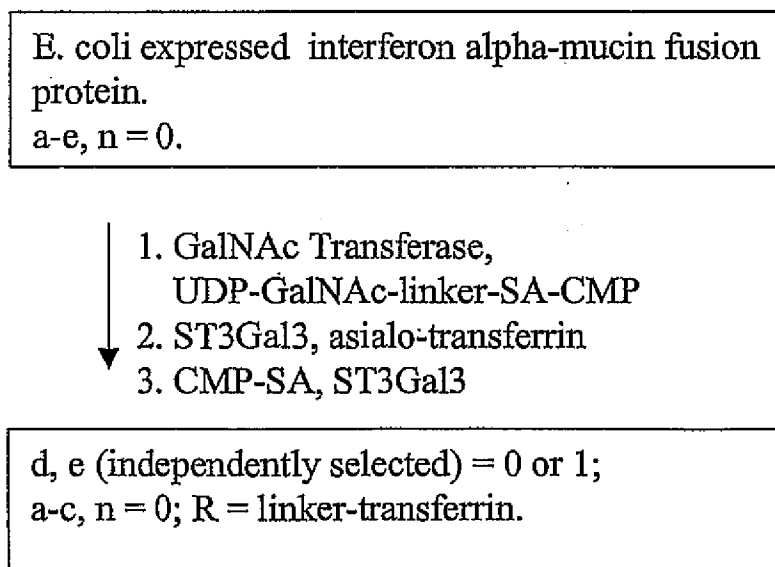 E. coli expressed interferon alpha-mucin fusion
protein.
a-e, n = 0.
1. GalNAc Transferase,
UDP-GalNAc-linker-SA-CMP
2. ST3Gal3, asialo-transferrin
3. CMP-SA, ST3Gal3
d, e (independently selected) = 0 or 1;
a-c, n = 0; R = linker-transferrin.